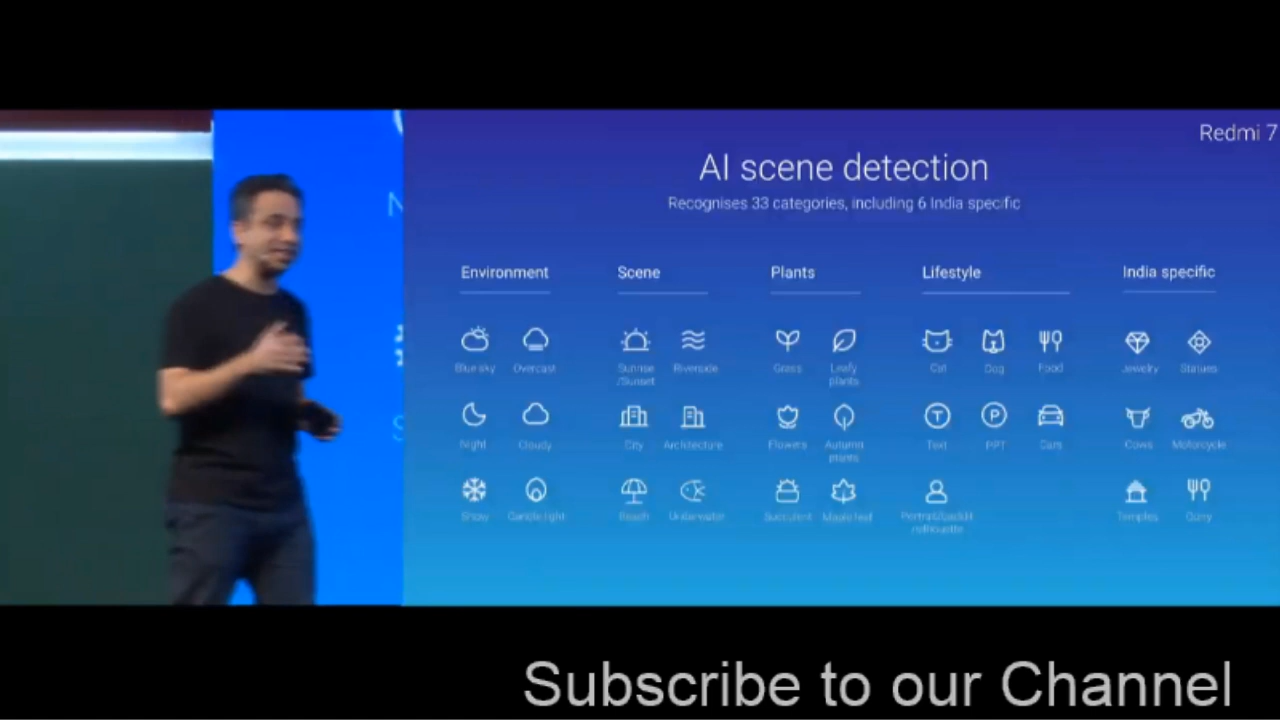 Redmi 7
AI scene detection
Recognises 33 categories, including 6 India specific
Environment Scene Plants Lifestyle India specific
Blue sky Overcast Sunrise Riverside Grass Leafy Cat Dog Food Jewelry Statues
/Sunset plants
Night Cloudy City Architecture Flowers Autumn Text PPT Cars Cows Motorcycle
plants
Snow Candle light Beach Underwater Succulent Maple leaf Portrait/backlit Temples Curry
silhouette
N
S
Subscribe to our Channel